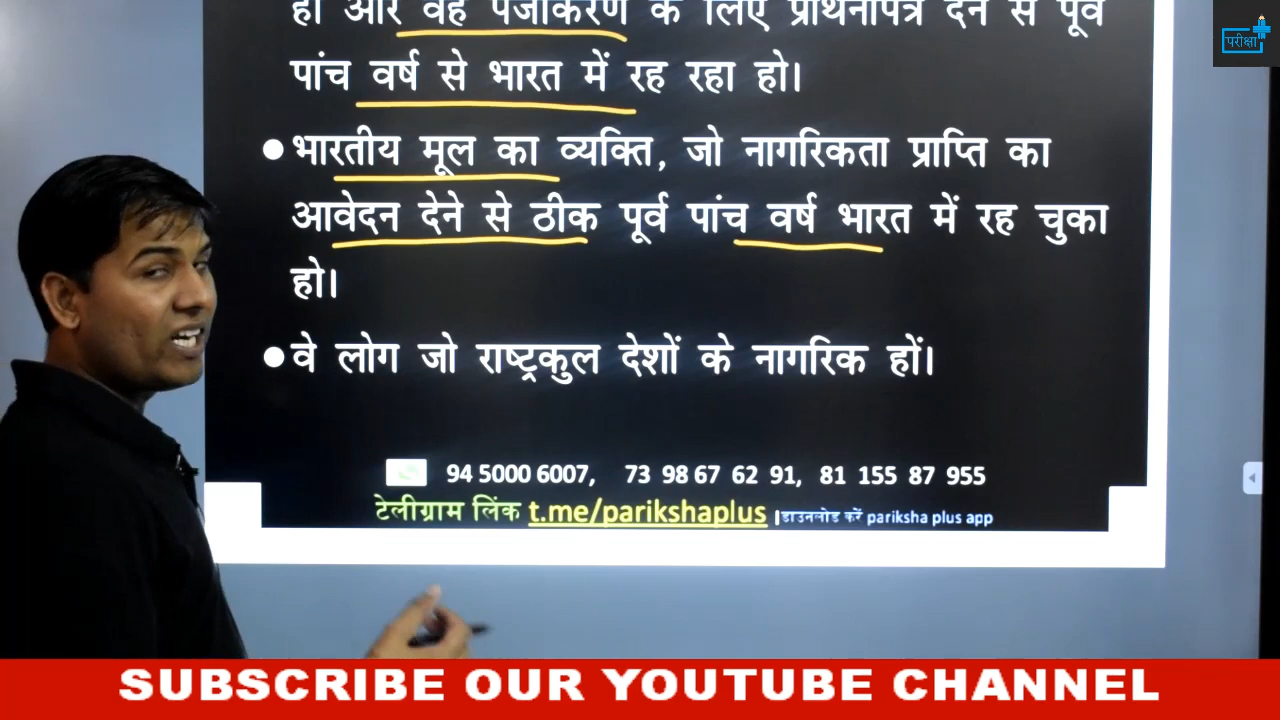 हो और वह पंजीकरण के लिए प्रार्थनापत्र देने से पूर्व
पांच वर्ष से भारत में रह रहा हो।
● भारतीय मूल का व्यक्ति, जो नागरिकता प्राप्ति का
आवेदन देने से ठीक पूर्व पांच वर्ष भारत में रह चुका
हो।
● वे लोग जो राष्ट्रकुल देशों के नागरिक हों।
94 5000 6007, 73 98 67 62 91, 81 155 87 955
टेलीग्राम लिंक t.me/parikshaplus |डाउनलोड करें pariksha plus app
परीक्षा
SUBSCRIBE OUR YOUTUBE CHANNEL